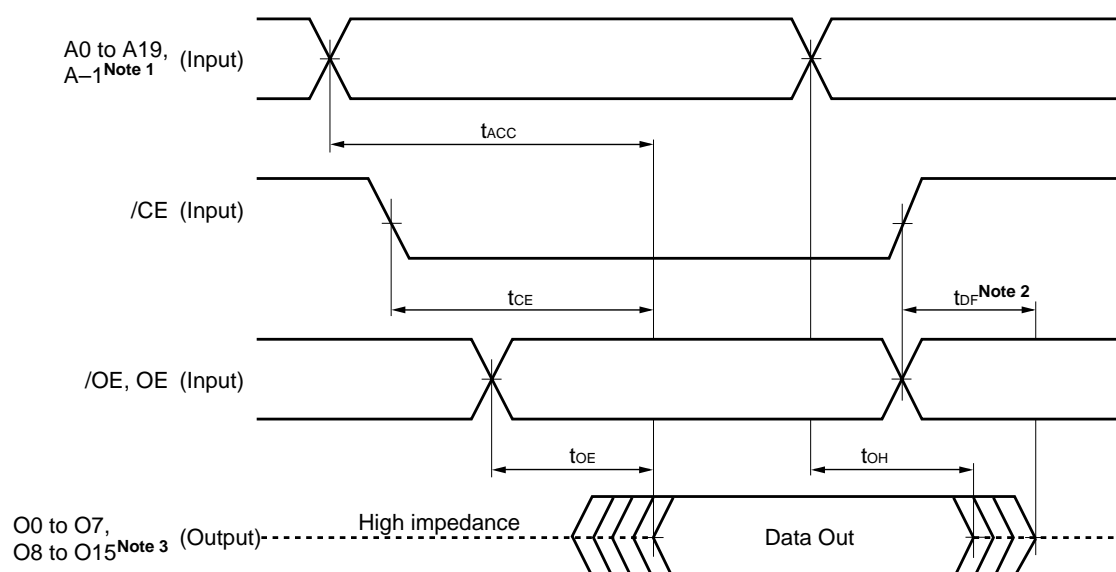 A0 to A19,
A–1Note 1 (Input)
tACC
/CE (Input)
tCE
tDFNote 2
/OE, OE (Input)
tOE
tOH
O0 to O7,
O8 to O15Note 3 (Output)
High impedance
Data Out